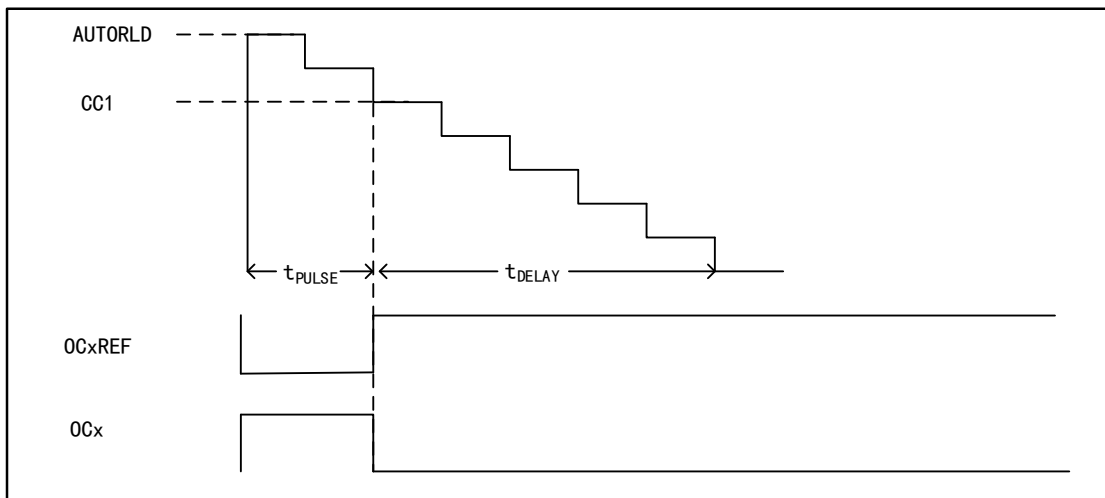 AUTORLD
CC1
tPULSE
tDELAY
OCxREF
OCx